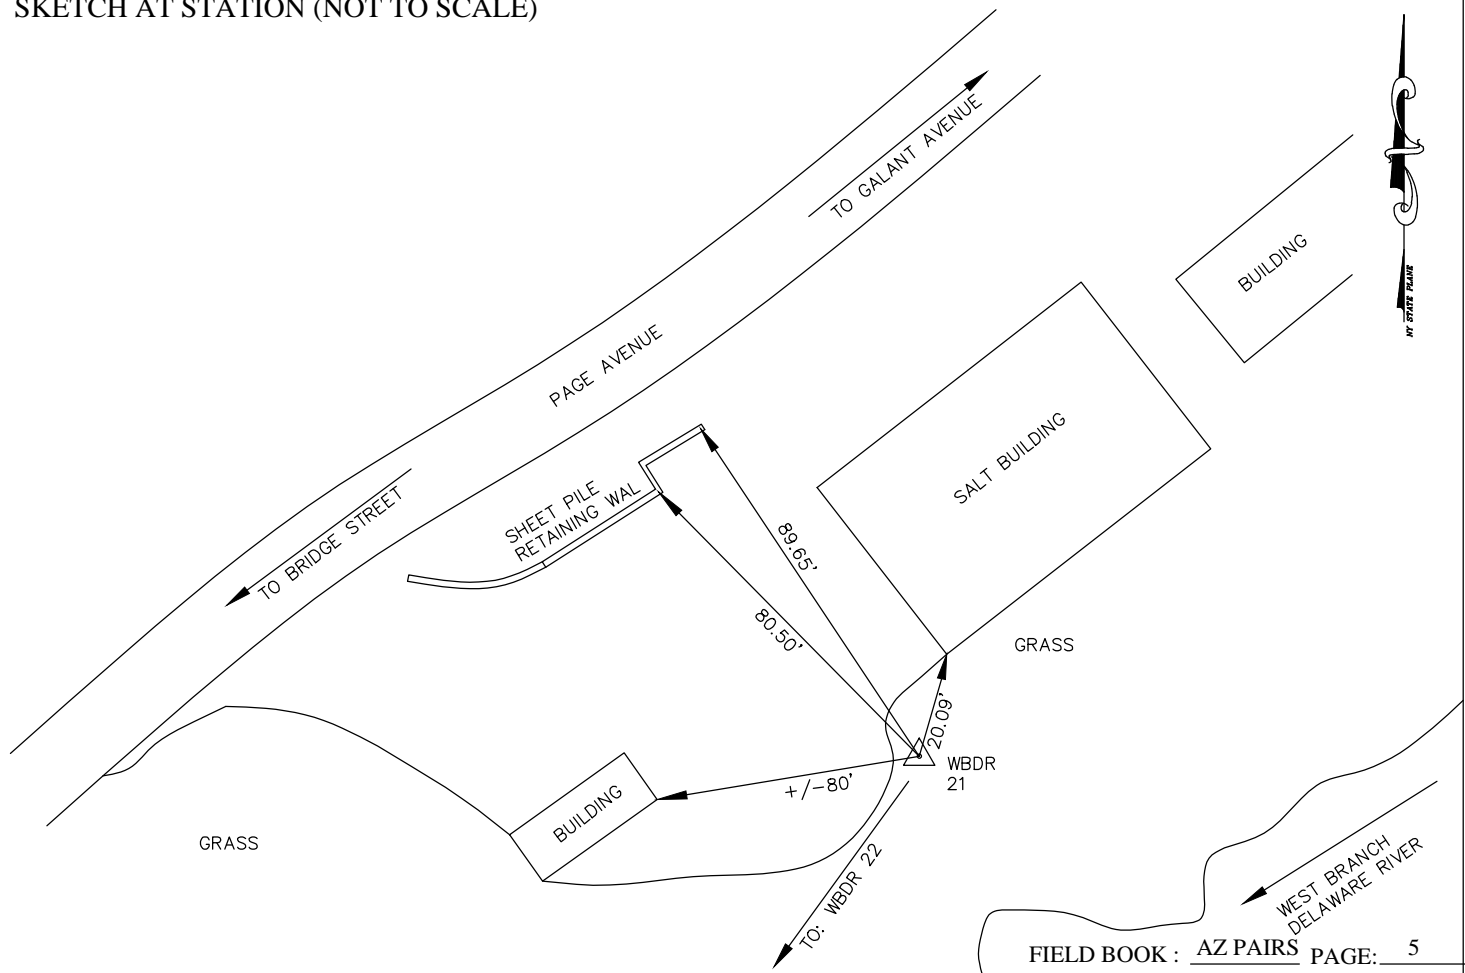 SKETCH AT STATION (NOT TO SCALE)
TO GALANT AVENUE
BUILDING
NY STATE PLANE
PAGE AVENUE
SALT BUILDING
SHEET PILE
RETAINING WAL
TO BRIDGE STREET
89.65'
80.50'
GRASS
20.09'
WBDR
21
+/-80'
BUILDING
GRASS
TO: WBDR 22
WEST BRANCH
DELAWARE RIVER
FIELD BOOK : AZ PAIRS PAGE: 5